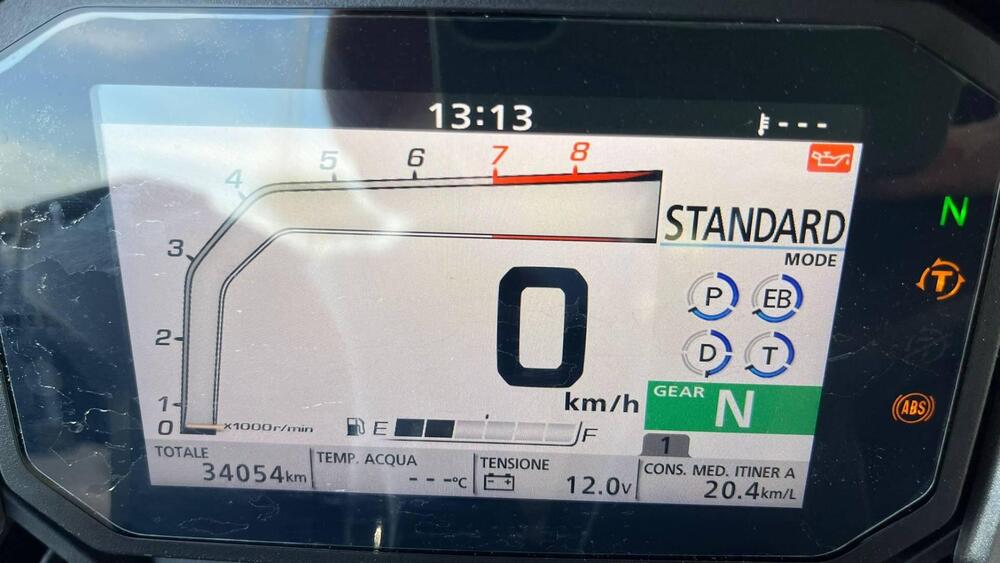 13:13
---
4 5 6 7 8
3
STANDARD
MODE
P EB
2
0
D T
km/h
GEAR N
1
0
x1000r/min
E F
1
TOTALE
34054km
TEMP. ACQUA
---°C
TENSIONE
12.0V
CONS. MED. ITINER A
20.4km/L
N
T
ABS